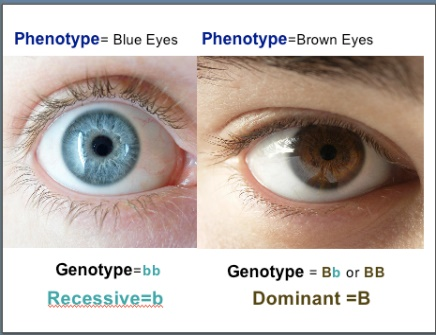 Phenotype= Blue Eyes
Phenotype=Brown Eyes
Genotype=bb
Recessive=b
Genotype = Bb or BB
Dominant =B